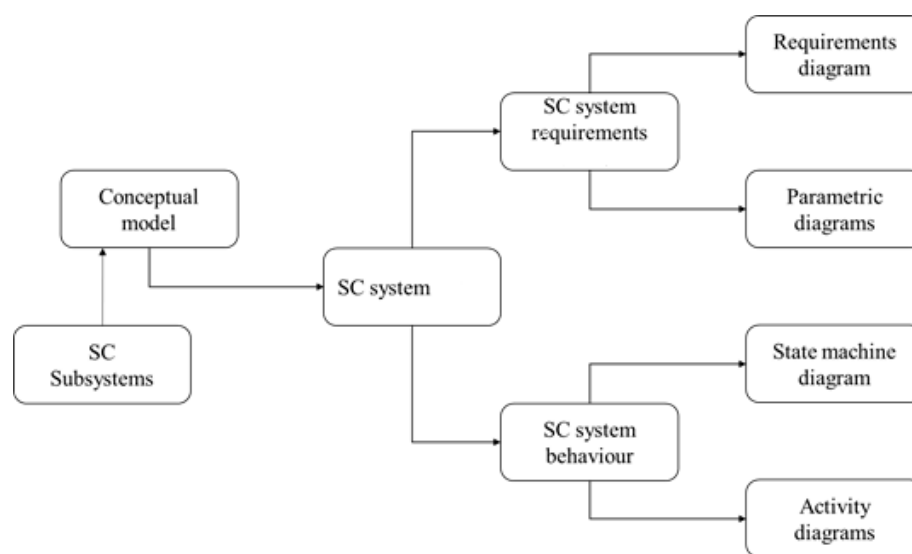 Requirements
diagram
SC system
requirements
Conceptual
model
Parametric
diagrams
SC system
SC
Subsystems
State machine
diagram
SC system
behaviour
Activity
diagrams